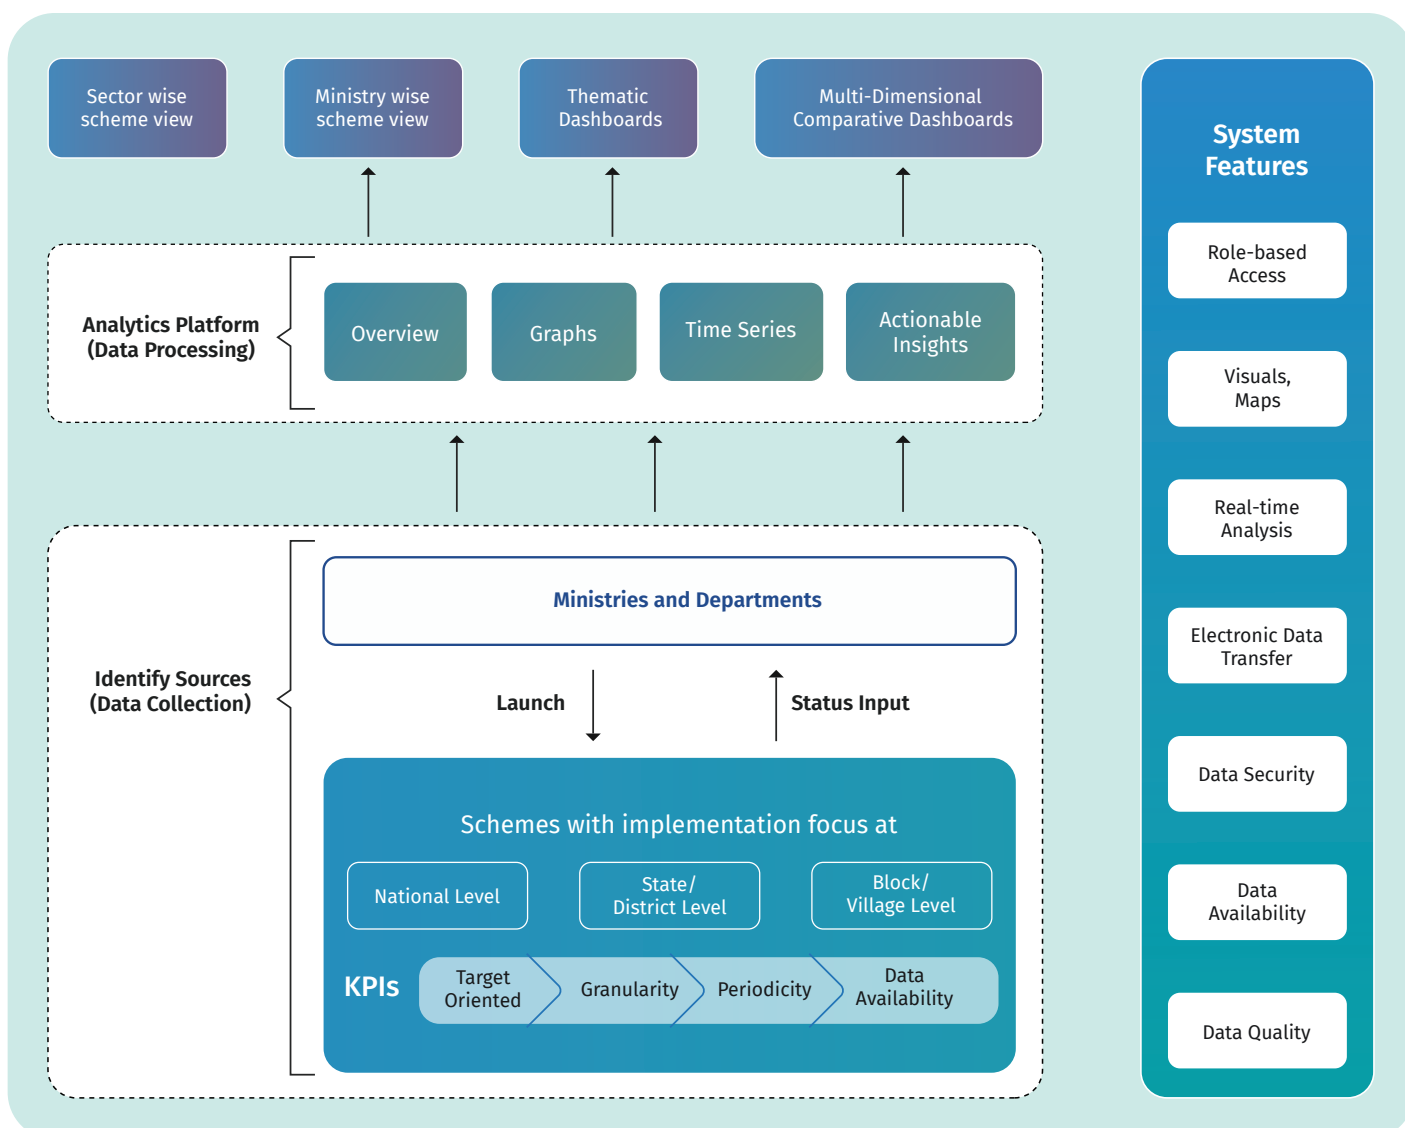 Sector wise
scheme view
Ministry wise
scheme view
Thematic
Dashboards
Multi-Dimensional
Comparative Dashboards
Analytics Platform
(Data Processing)
Overview
Graphs
Time Series
Actionable
Insights
Identify Sources
(Data Collection)
Ministries and Departments
Launch
Status Input
Schemes with implementation focus at
National Level
State/
District Level
Block/
Village Level
KPIs
Target
Oriented
Granularity
Periodicity
Data
Availability
System
Features
Role-based
Access
Visuals,
Maps
Real-time
Analysis
Electronic Data
Transfer
Data Security
Data
Availability
Data Quality